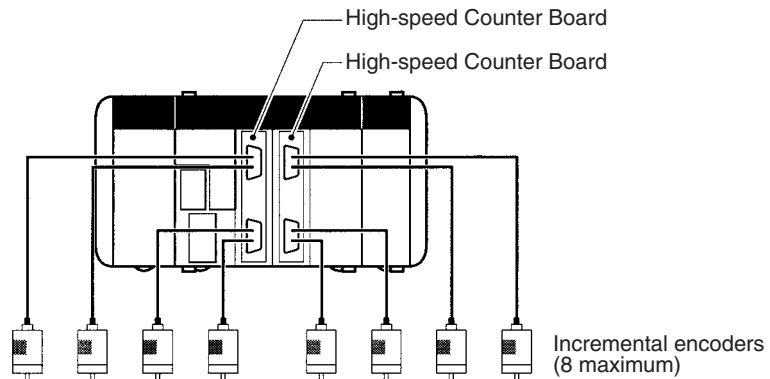 High-speed Counter Board
High-speed Counter Board
Incremental encoders
(8 maximum)